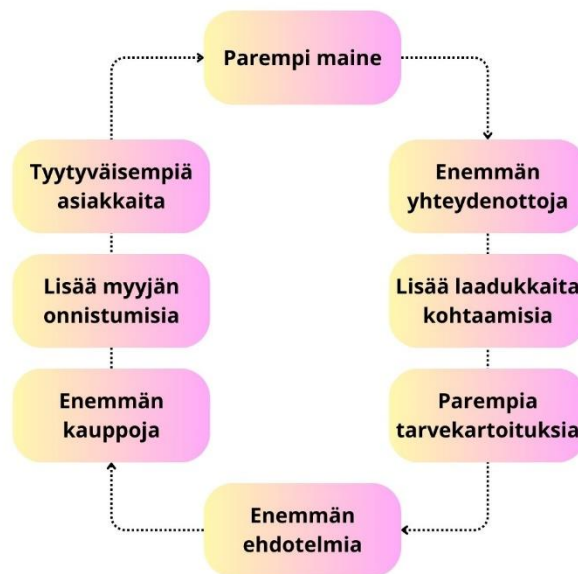 Parempi maine
Enemmän
yhteydenottoja
Lisää laadukkaita
kohtaamisia
Parempia
tarvekartoituksia
Enemmän
ehdotelmia
Enemmän
kauppoja
Lisää myyjän
onnistumisia
Tyytyväisempiä
asiakkaita